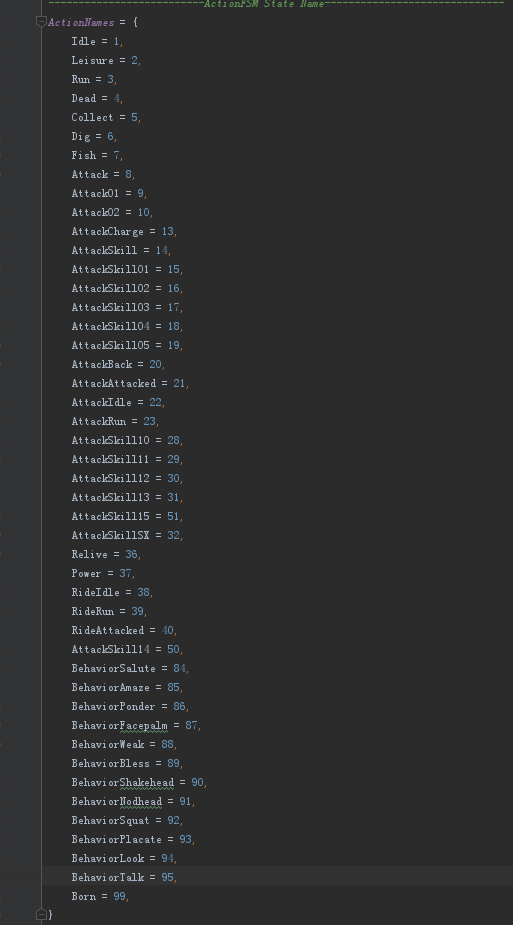 --------------------------ActionFSM State Name------------------------------
ActionNames = {
Idle = 1,
Leisure = 2,
Run = 3,
Dead = 4,
Collect = 5,
Dig = 6,
Fish = 7,
Attack = 8,
Attack01 = 9,
Attack02 = 10,
AttackCharge = 13,
AttackSkill = 14,
AttackSkill01 = 15,
AttackSkill02 = 16,
AttackSkill03 = 17,
AttackSkill04 = 18,
AttackSkill05 = 19,
AttackBack = 20,
AttackAttacked = 21,
AttackIdle = 22,
AttackRun = 23,
AttackSkill10 = 28,
AttackSkill11 = 29,
AttackSkill12 = 30,
AttackSkill13 = 31,
AttackSkill15 = 51,
AttackSkillSX = 32,
Relive = 36,
Power = 37,
RideIdle = 38,
RideRun = 39,
RideAttacked = 40,
AttackSkill14 = 50,
BehaviorSalute = 84,
BehaviorAmaze = 85,
BehaviorPonder = 86,
BehaviorFacepalm = 87,
BehaviorWeak = 88,
BehaviorBless = 89,
BehaviorShakehead = 90,
BehaviorNodhead = 91,
BehaviorSquat = 92,
BehaviorPlacate = 93,
BehaviorLook = 94,
BehaviorTalk = 95,
Born = 99,
}